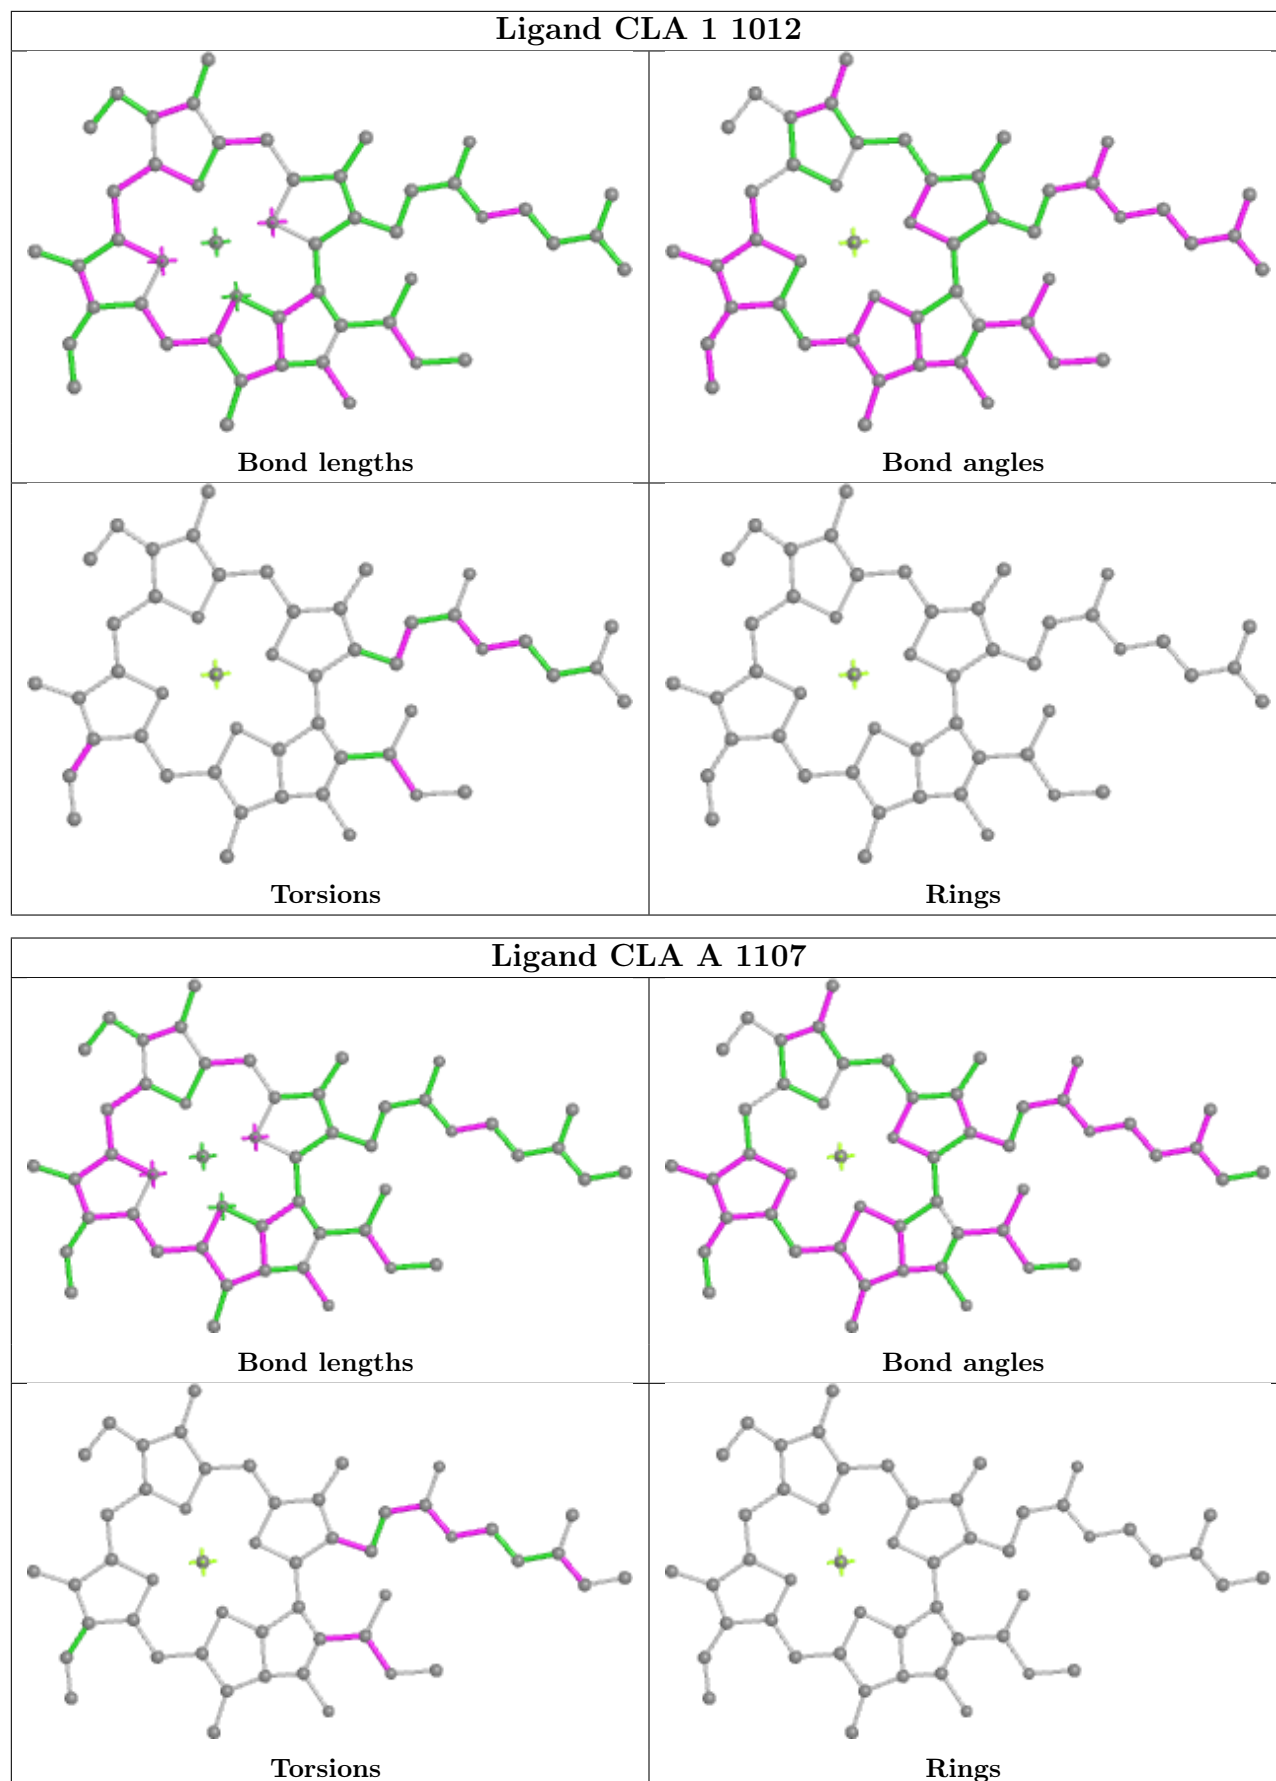 Ligand CLA 1 1012
Bond lengths
Bond angles
Torsions
Rings
Ligand CLA A 1107
Bond lengths
Bond angles
Torsions
Rings